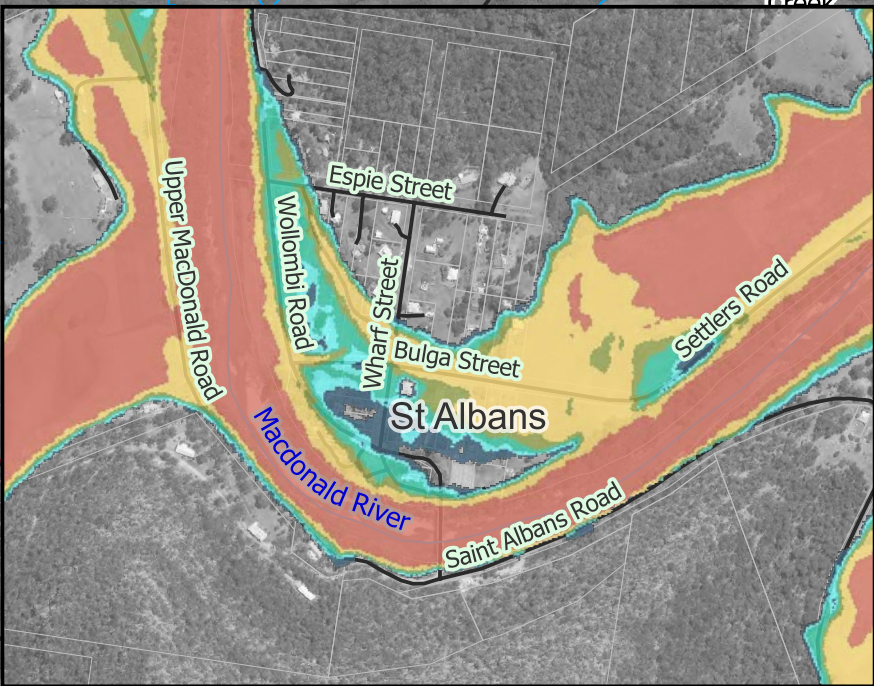 Creek
Espie Street
Upper MacDonald Road
Wollombi Road
Wharf Street
Settlers Road
Bulga Street
St Albans
Macdonald River
Saint Albans Road